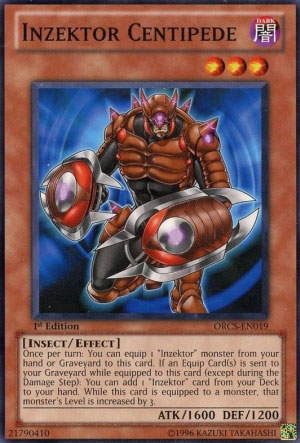 INZEKTOR CENTIPEDE
DARK
闇
1st Edition
ORCS-EN019
[INSECT/EFFECT]
Once per turn: You can equip 1 "Inzektor" monster from your
hand or Graveyard to this card. If an Equip Card(s) is sent to
your Graveyard while equipped to this card (except during the
Damage Step): You can add 1 "Inzektor" card from your Deck
to your hand. While this card is equipped to a monster, that
monster's Level is increased by 3.
ATK/1600 DEF/1200
21790410
©1996 KAZUKI TAKAHASHI